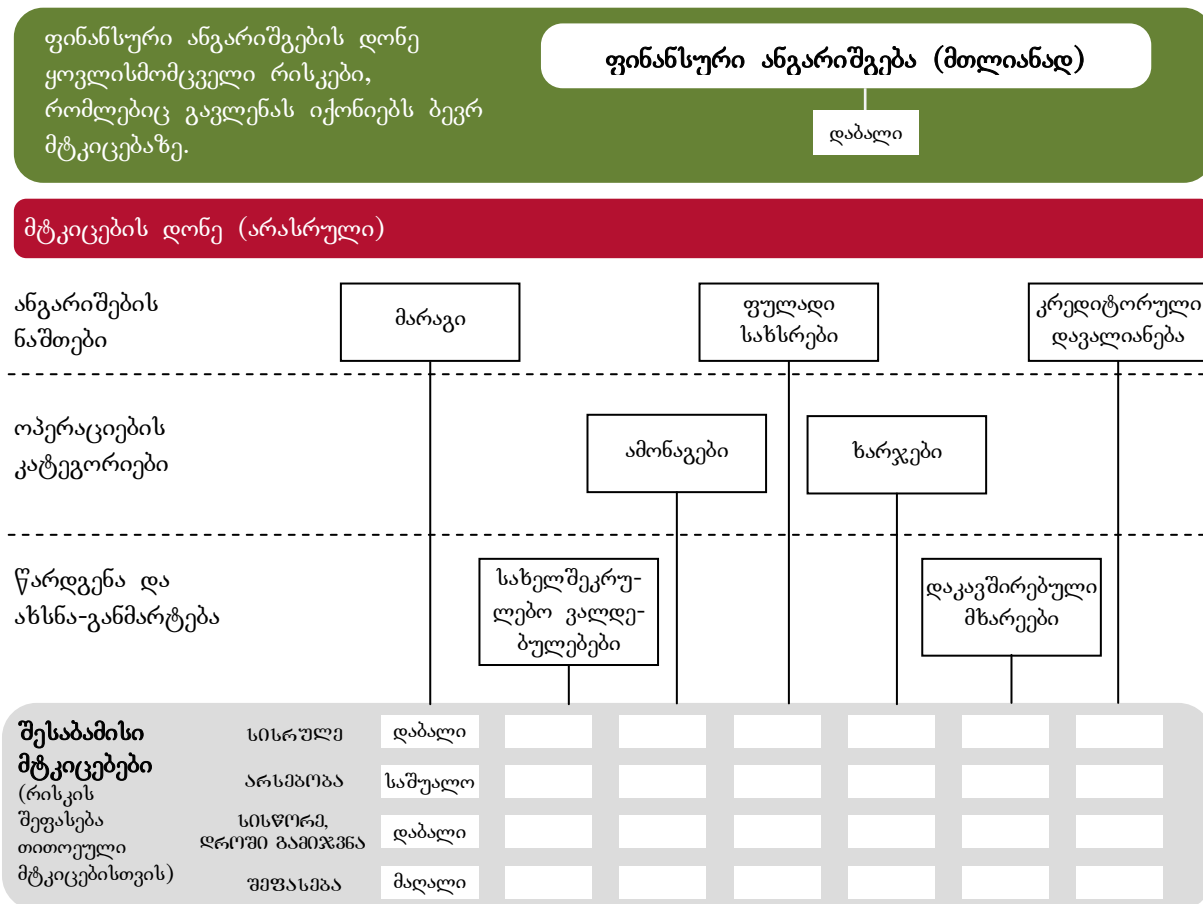 ფინანსური ანგარიშგების დონე
ყოვლისმომცველი რისკები,
რომლებიც გავლენას იქონიებს ბევრ
მტკიცებაზე.
ფინანსური ანგარიშგება (მთლიანად)
დაბალი
მტკიცების დონე (არასრული)
ანგარიშების
ნაშთები
მარაგი
ფულადი
სახსრები
კრედიტორული
დავალიანება
ოპერაციების
კატეგორიები
ამონაგები
ხარჯები
წარდგენა და
ახსნა-განმარტება
სახელშეკრუ-
ლებო ვალდე-
ბულებები
დაკავშირებული
მხარეები
შესაბამისი
მტკიცებები
(რისკის
შეფასება
თითოეული
მტკიცებისთვის)
სისრულე
დაბალი
არსებობა
საშუალო
სისწორე,
დროში გამიჯვნა
დაბალი
შეფასება
მაღალი